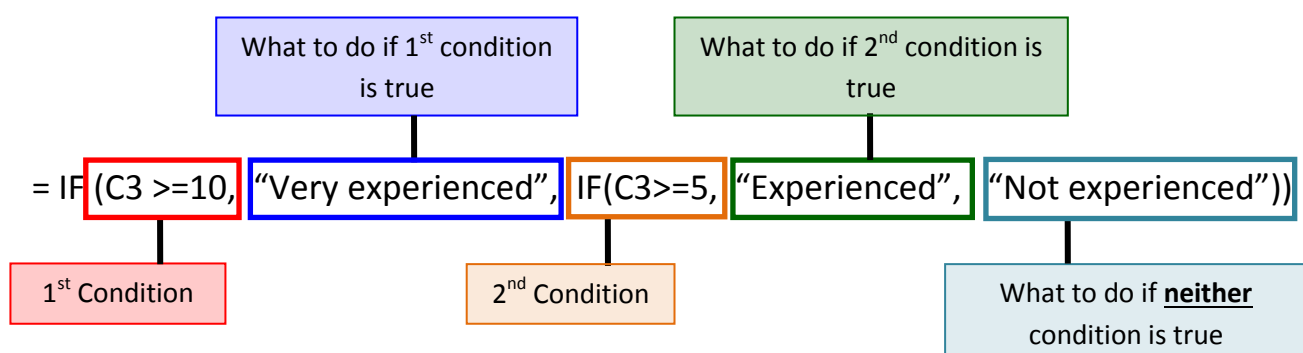 What to do if 1st condition
is true
What to do if 2nd condition is
true
= IF (C3 >=10, “Very experienced”, IF(C3>=5, “Experienced”, “Not experienced”))
1st Condition
2nd Condition
What to do if neither
condition is true